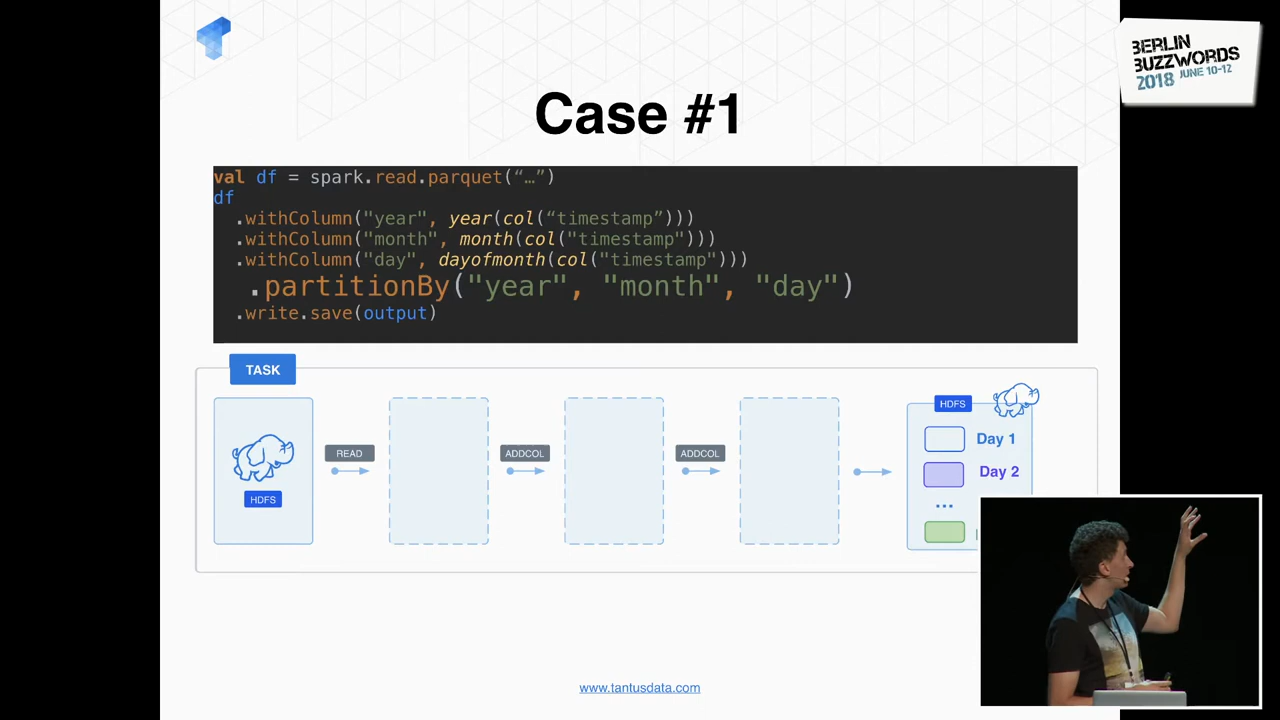 BERLIN
BUZZWORDS
2018 JUNE 10-12
Case #1
val df = spark.read.parquet(“…”)
df
.withColumn("year", year(col(“timestamp”)))
.withColumn("month", month(col("timestamp")))
.withColumn("day", dayofmonth(col("timestamp")))
.partitionBy("year", "month", "day")
.write.save(output)
TASK
HDFS
READ
ADDCOL
ADDCOL
HDFS
Day 1
Day 2
...
www.tantusdata.com